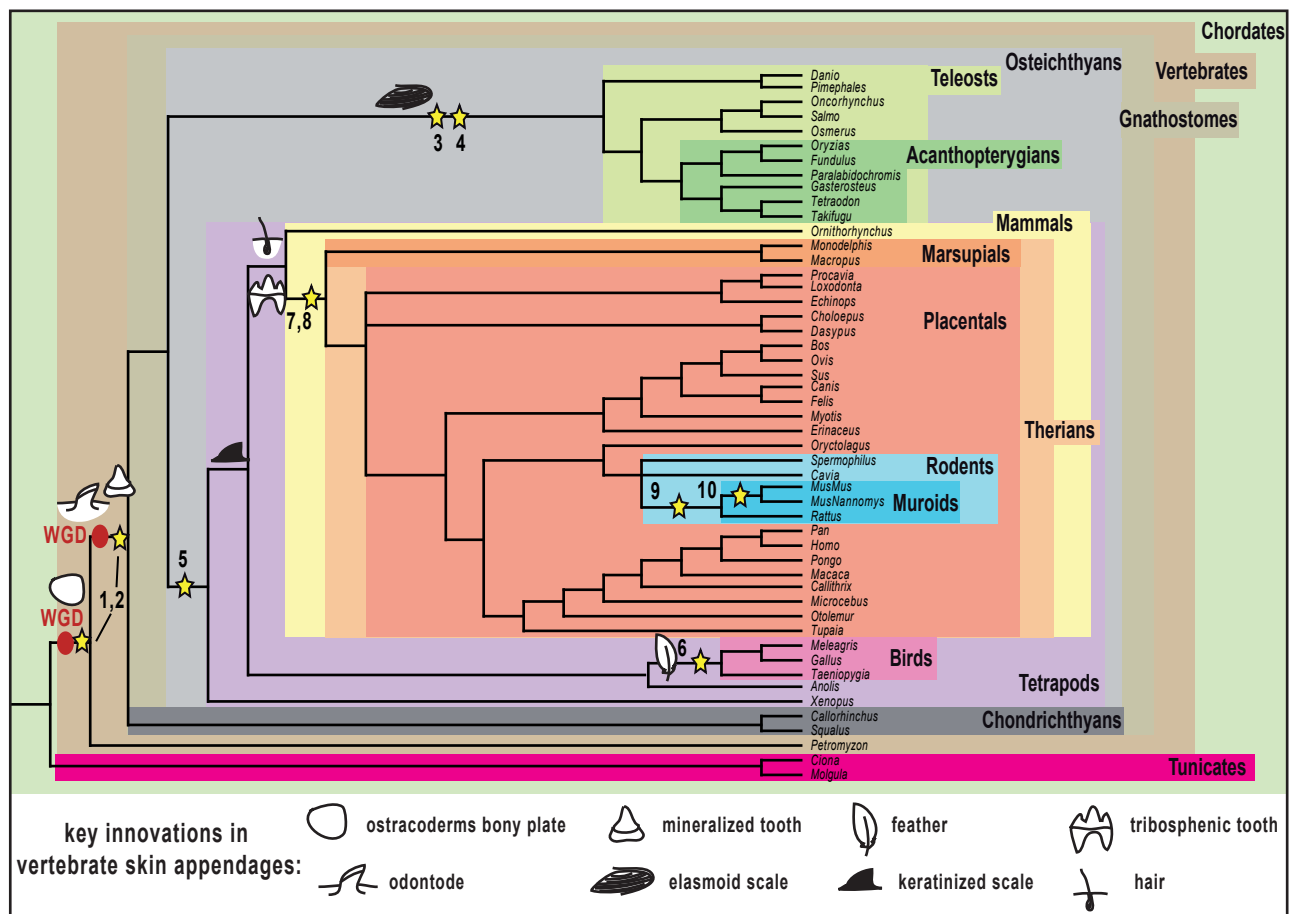 Chordates
Osteichthyans
Vertebrates
Teleosts
Gnathostomes
Danio
Pimephales
Oncorhynchus
Salmo
Osmerus
3 4
Oryzias
Acanthopterygians
Fundulus
Paralabidochromis
Gasterosteus
Tetraodon
Takifugu
Mammals
Ornithorhynchus
Monodelphis
Marsupials
Macropus
Procavia
Loxodonta
Echinops
7,8
Placentals
Choloepus
Dasypus
Bos
Ovis
Sus
Canis
Felis
Myotis
Erinaceus
Therians
Oryctolagus
Spermophilus
Rodents
Cavia
9 10
MusMus
MusNannomys
Muroids
Rattus
Pan
Homo
Pongo
Macaca
Callithrix
Microcebus
Otolemur
Tupaia
WGD
5
1,2
WGD
6
Meleagris
Gallus
Birds
Taeniopygia
Anolis
Tetrapods
Xenopus
Callorhinchus
Chondrichthyans
Squalus
Petromyzon
Ciona
Tunicates
Molgula
key innovations in
vertebrate skin appendages:
ostracoderms bony plate
mineralized tooth
feather
tribosphenic tooth
odontode
elasmoid scale
keratinized scale
hair